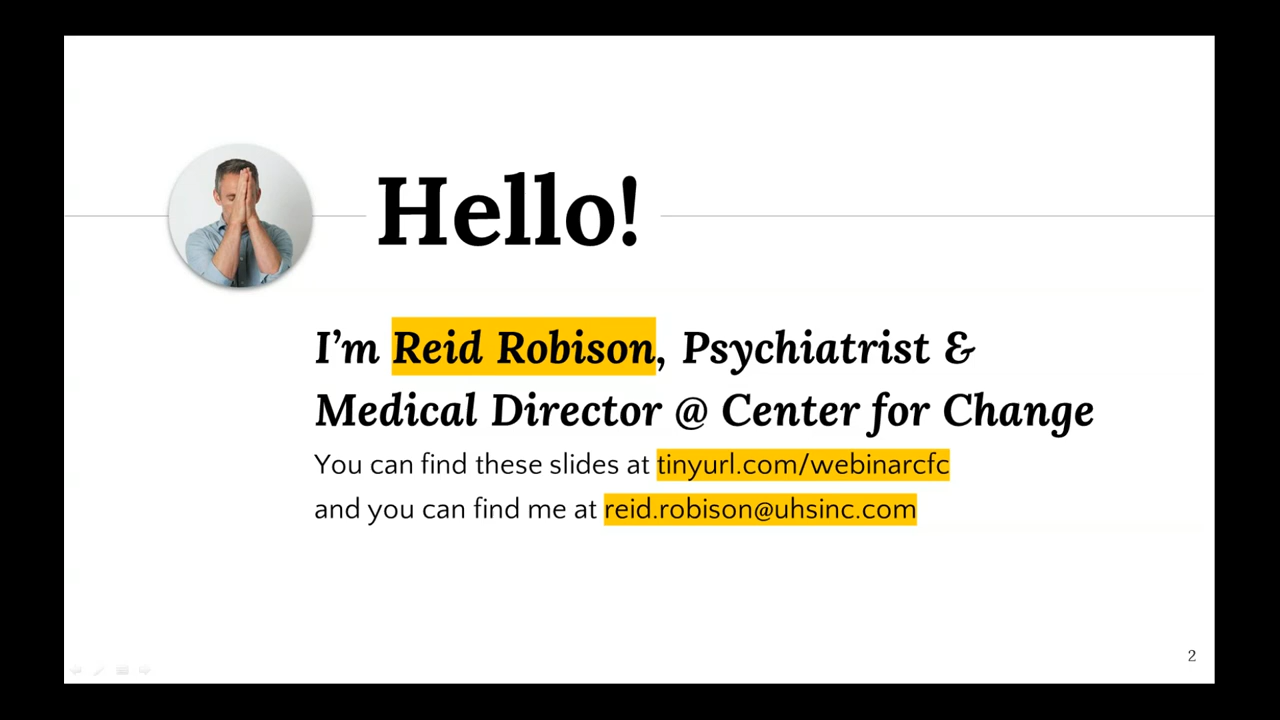 Hello!
I’m Reid Robison, Psychiatrist &
Medical Director @ Center for Change
You can find these slides at tinyurl.com/webinarcfc
and you can find me at reid.robison@uhsinc.com
2